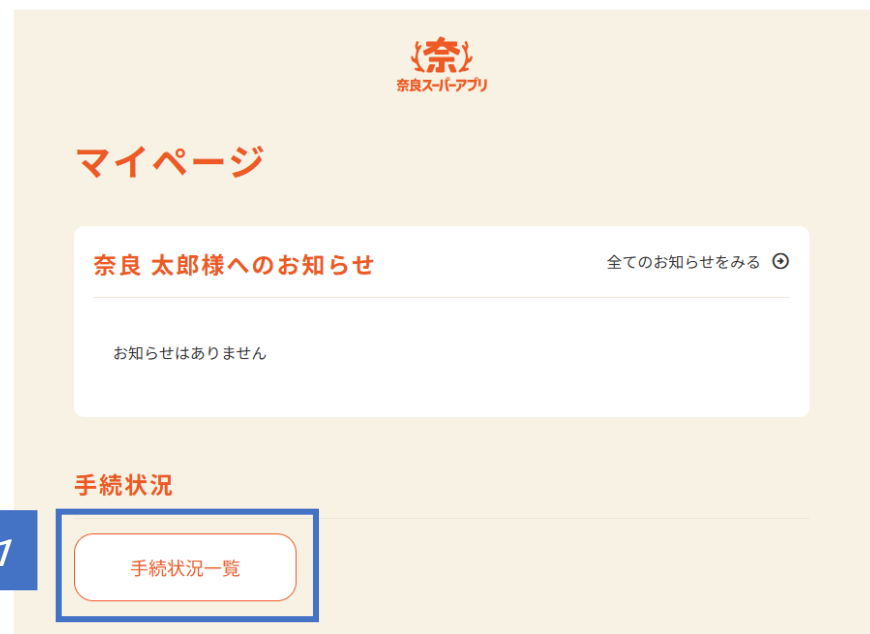 奈
奈良スーパーアプリ
マイページ
奈良 太郎様へのお知らせ
全てのお知らせをみる
お知らせはありません
手続状況
1
手続状況一覧